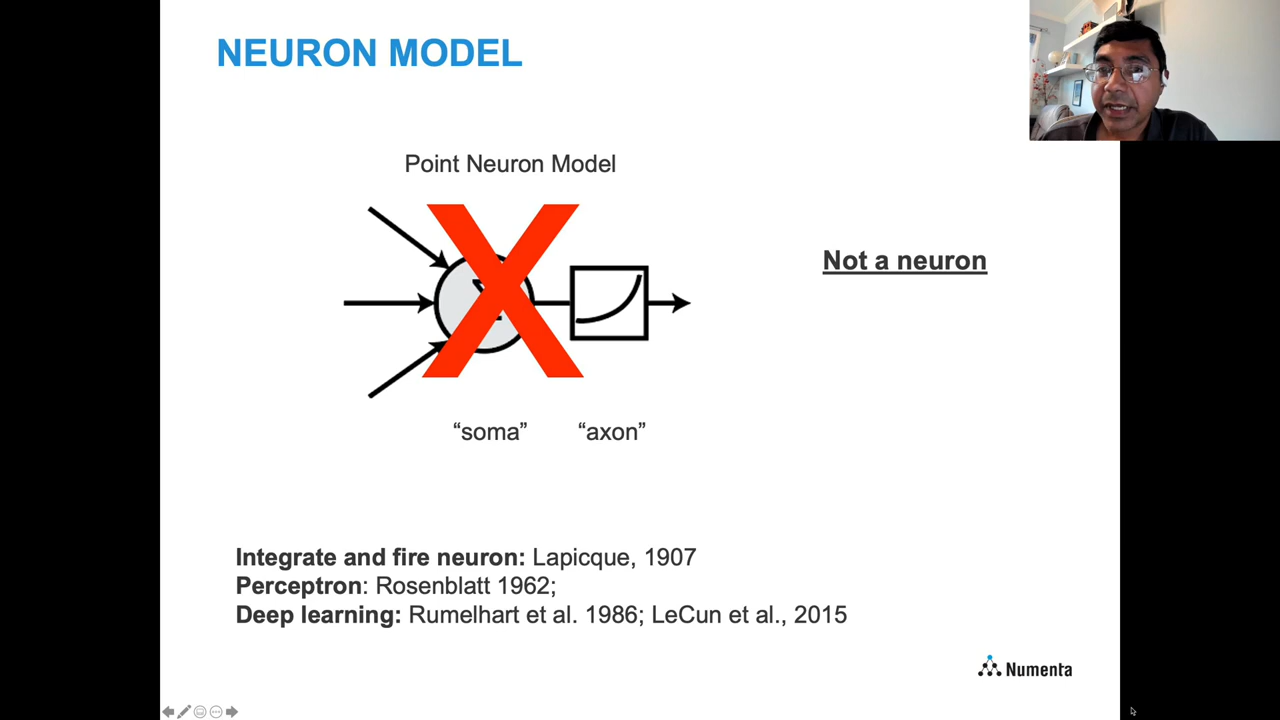 NEURON MODEL
Point Neuron Model
Not a neuron
“soma” “axon”
Integrate and fire neuron: Lapicque, 1907
Perceptron: Rosenblatt 1962;
Deep learning: Rumelhart et al. 1986; LeCun et al., 2015
Numenta